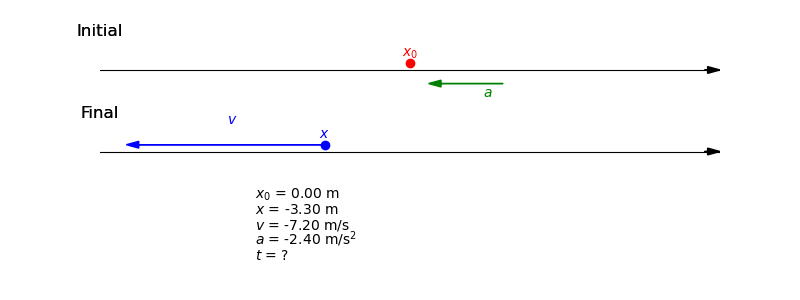 Initial
x₀
a
Final
v
x
x₀ = 0.00 m
x = -3.30 m
v = -7.20 m/s
a = -2.40 m/s²
t = ?